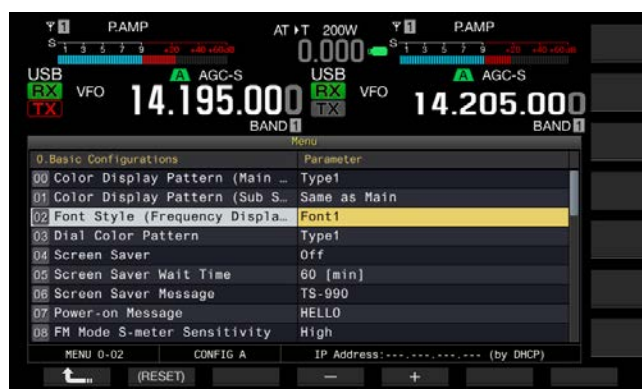 1 P.AMP AT▸T 200W 1 P.AMP
S 1 3 5 7 9 +20 +40 +60dB 0.000 S 1 3 5 7 9 +20 +40 +60dB
USB A AGC-S USB A AGC-S
RX VFO 14.195.000 RX VFO 14.205.000
TX TX
BAND 1 BAND 1
Menu
0.Basic Configurations Parameter
00 Color Display Pattern (Main … Type1
01 Color Display Pattern (Sub S… Same as Main
02 Font Style (Frequency Displa… Font1
03 Dial Color Pattern Type1
04 Screen Saver Off
05 Screen Saver Wait Time 60 [min]
06 Screen Saver Message TS-990
07 Power-on Message HELLO
08 FM Mode S-meter Sensitivity High
MENU 0-02 CONFIG A IP Address:---.---.---.--- (by DHCP)
(RESET) − +